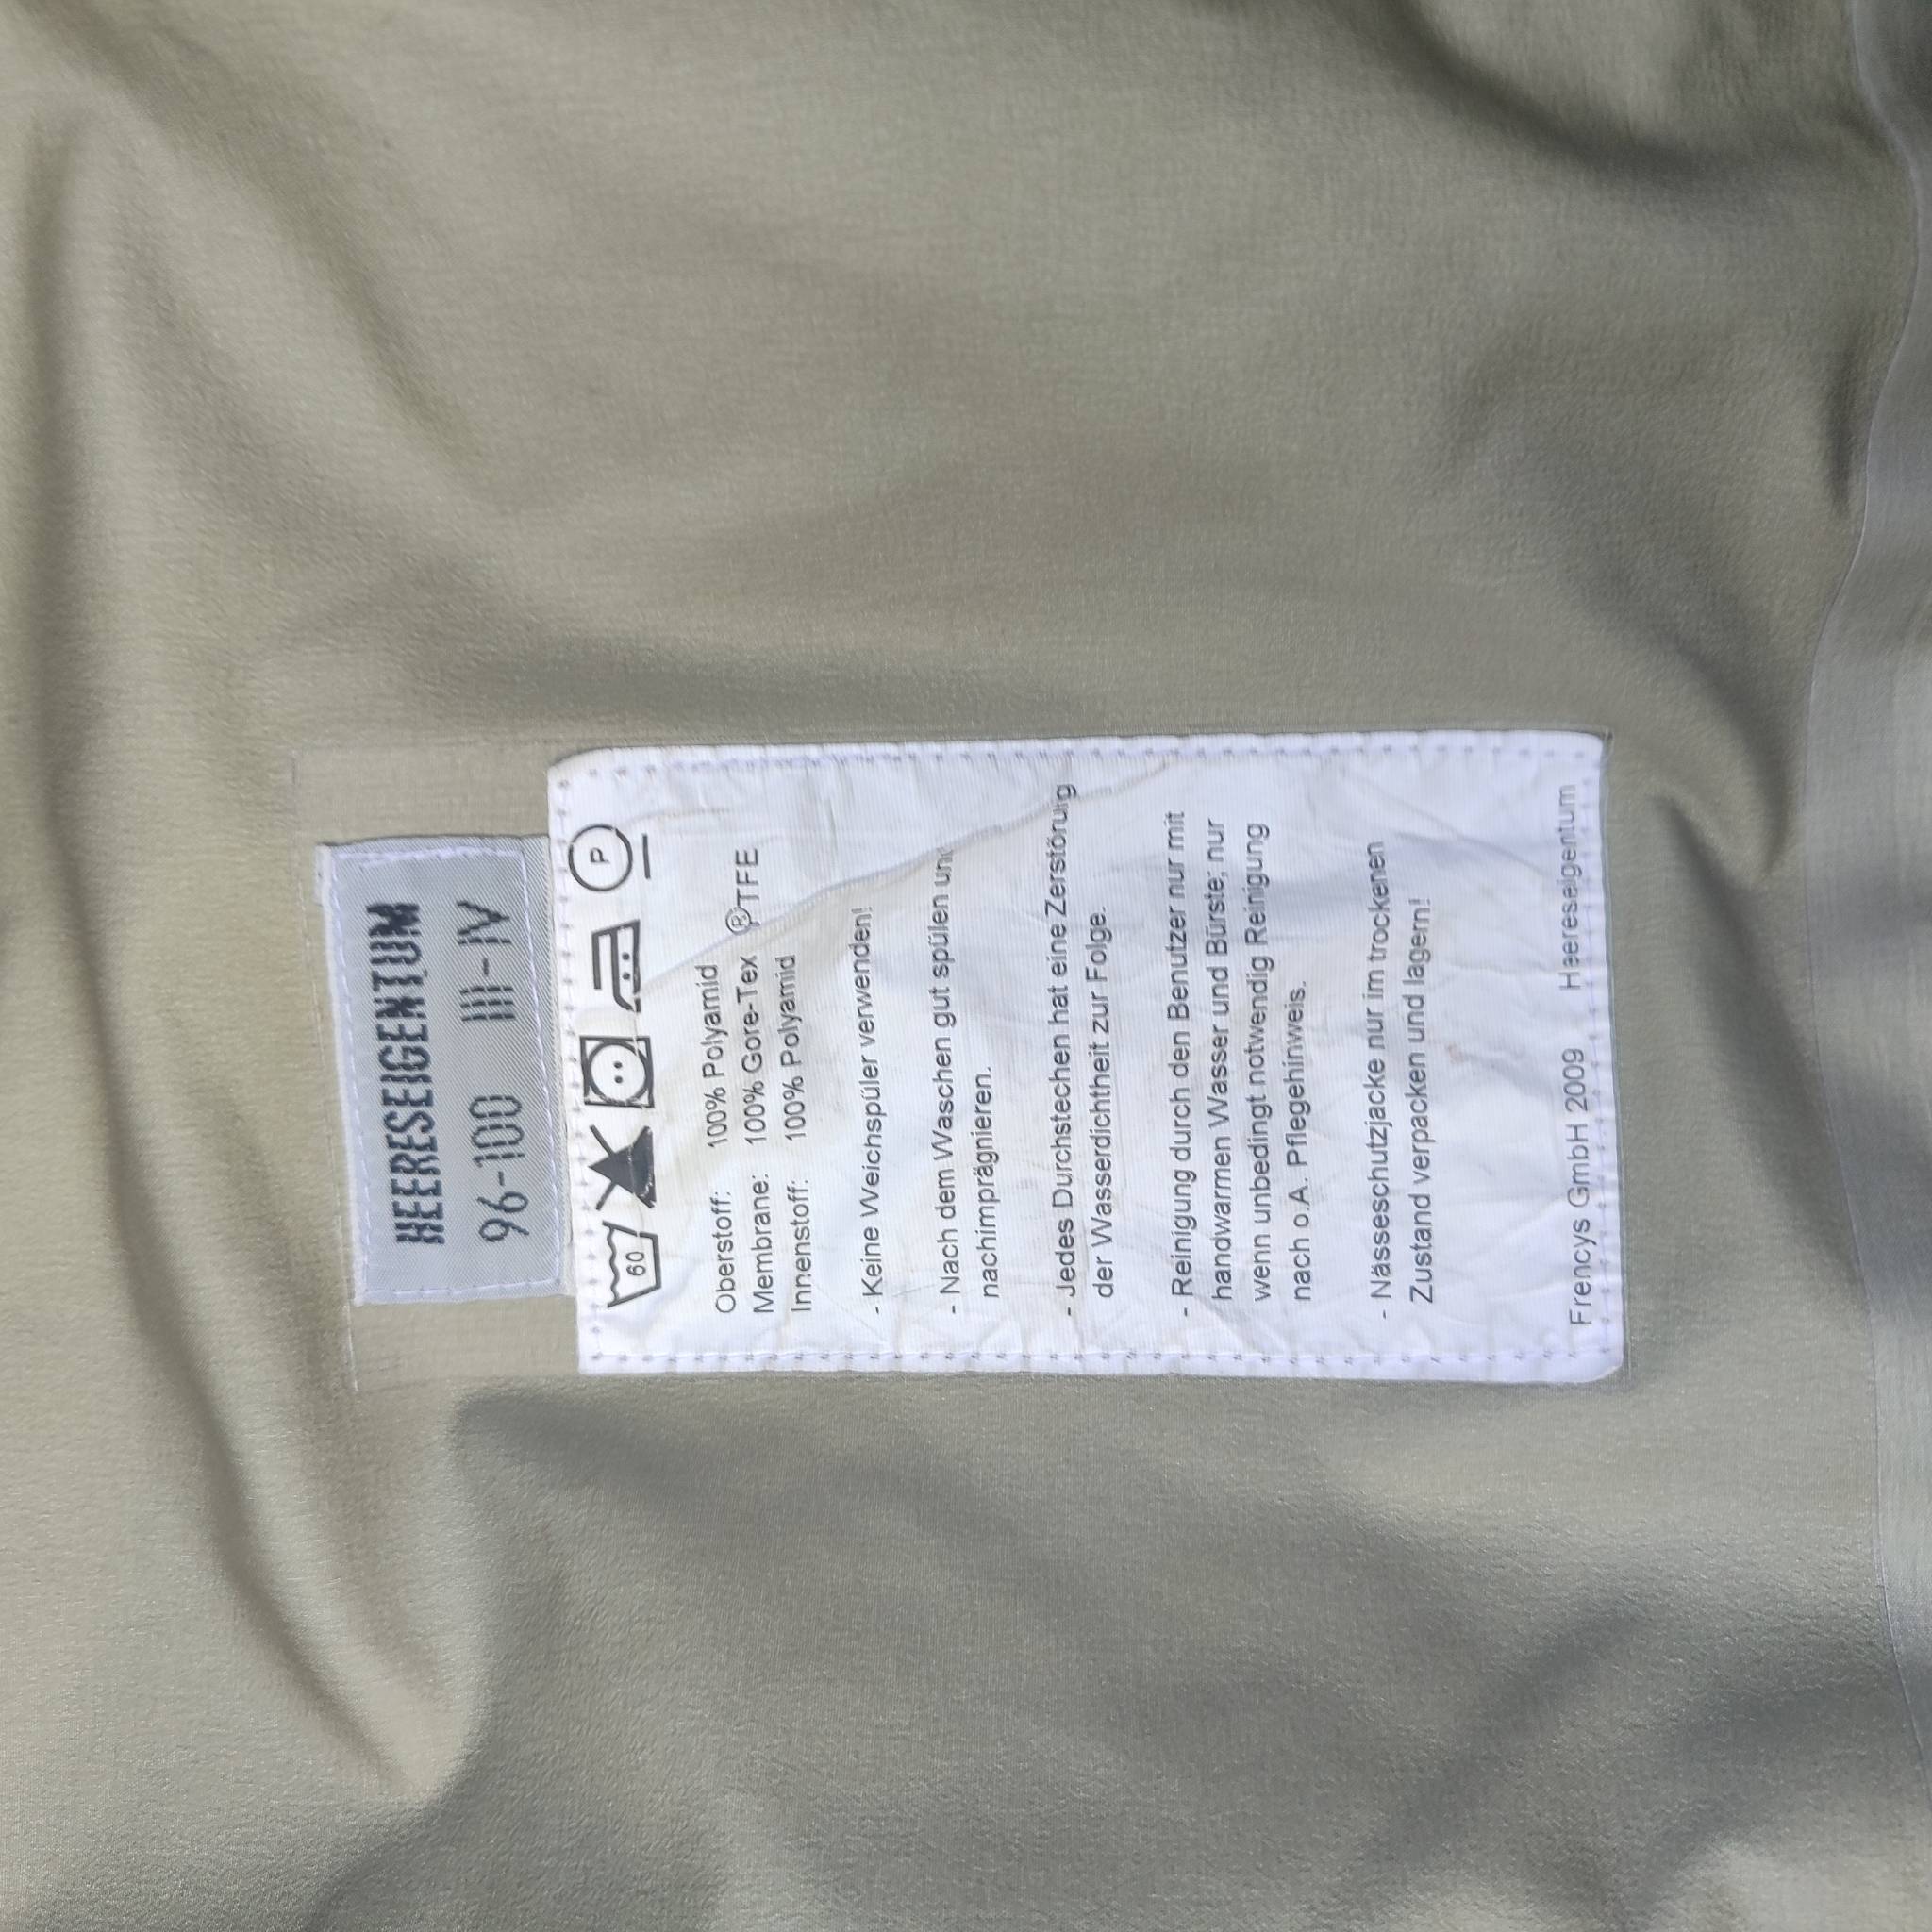 HEERESEIGENTUM
96-100 III-IV
60 P
Oberstoff: 100% Polyamid
Membrane: 100% Gore-Tex ®TFE
Innenstoff: 100% Polyamid
- Keine Weichspüler verwenden!
- Nach dem Waschen gut spülen und
nachimprägnieren.
- Jedes Durchstechen hat eine Zerstörung
der Wasserdichtheit zur Folge.
- Reinigung durch den Benutzer nur mit
handwarmen Wasser und Bürste; nur
wenn unbedingt notwendig Reinigung
nach o.A. Pflegehinweis.
- Nässeschutzjacke nur im trockenen
Zustand verpacken und lagern!
Frencys GmbH 2009 Heereseigentum